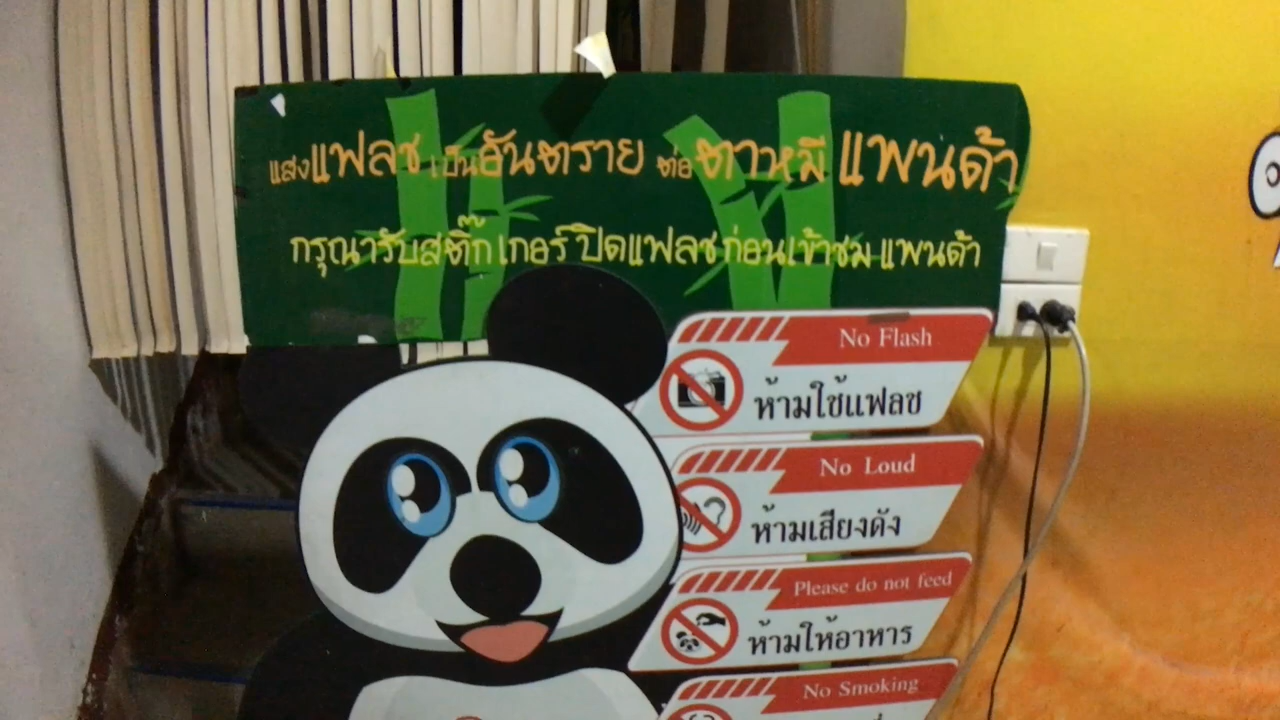 แสงแฟลชเป็นอันตราย ต่อตาหมีแพนด้า
กรุณารับสติ๊กเกอร์ ปิดแฟลชก่อนเข้าชม แพนด้า
No Flash
ห้ามใช้แฟลช
No Loud
ห้ามเสียงดัง
Please do not feed
ห้ามให้อาหาร
No Smoking